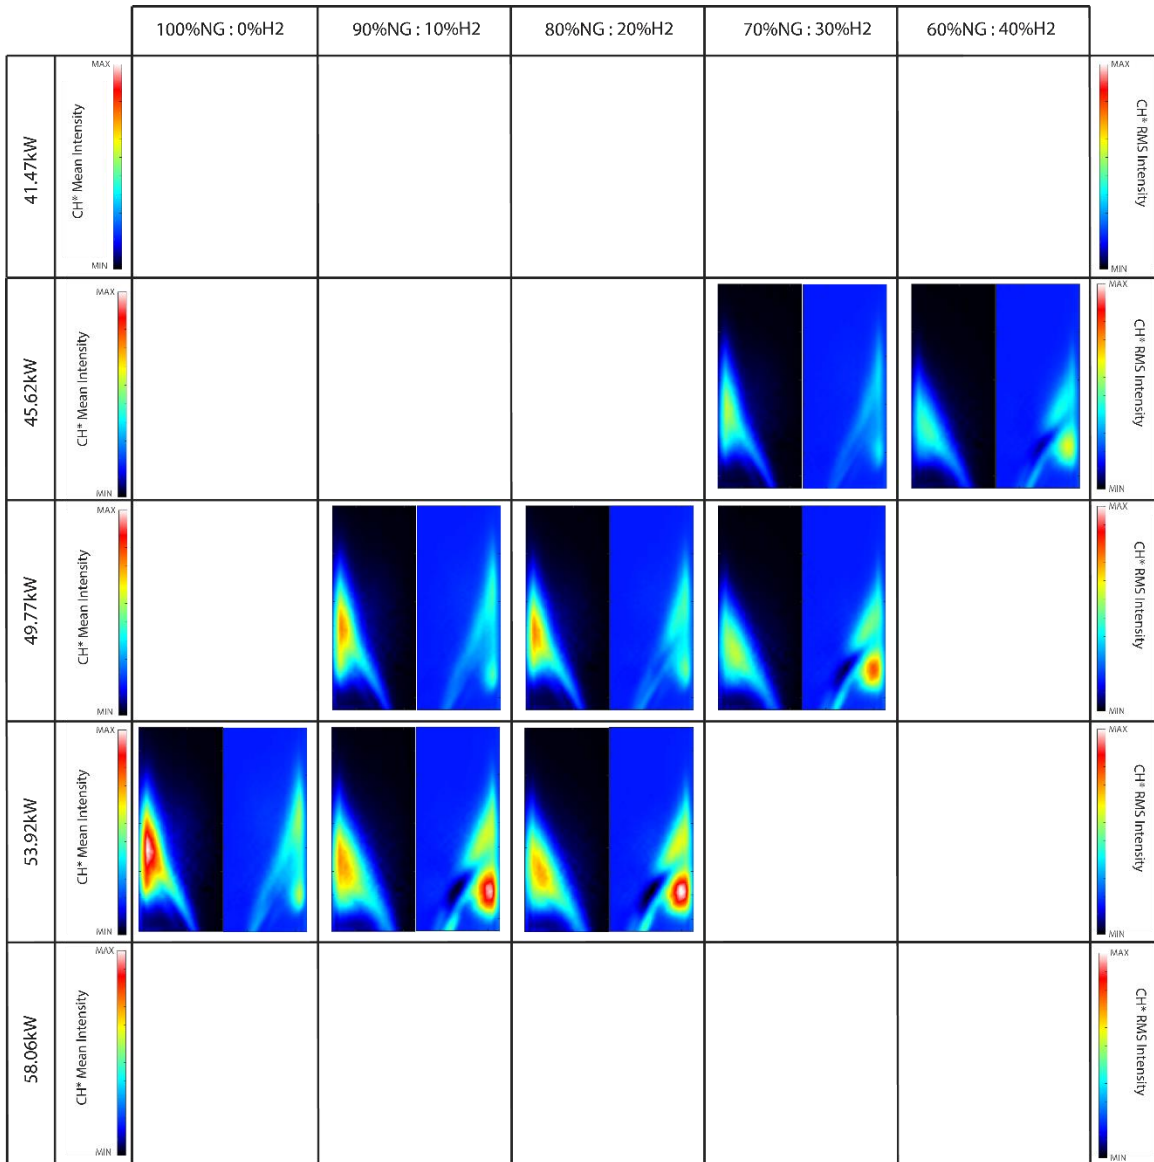 100%NG : 0%H2
90%NG : 10%H2
80%NG : 20%H2
70%NG : 30%H2
60%NG : 40%H2
41.47kW
CH* Mean Intensity
MAX
MIN
MAX
MIN
CH* RMS Intensity
45.62kW
CH* Mean Intensity
MAX
MIN
MAX
MIN
CH* RMS Intensity
49.77kW
CH* Mean Intensity
MAX
MIN
MAX
MIN
CH* RMS Intensity
53.92kW
CH* Mean Intensity
MAX
MIN
MAX
MIN
CH* RMS Intensity
58.06kW
CH* Mean Intensity
MAX
MIN
MAX
MIN
CH* RMS Intensity